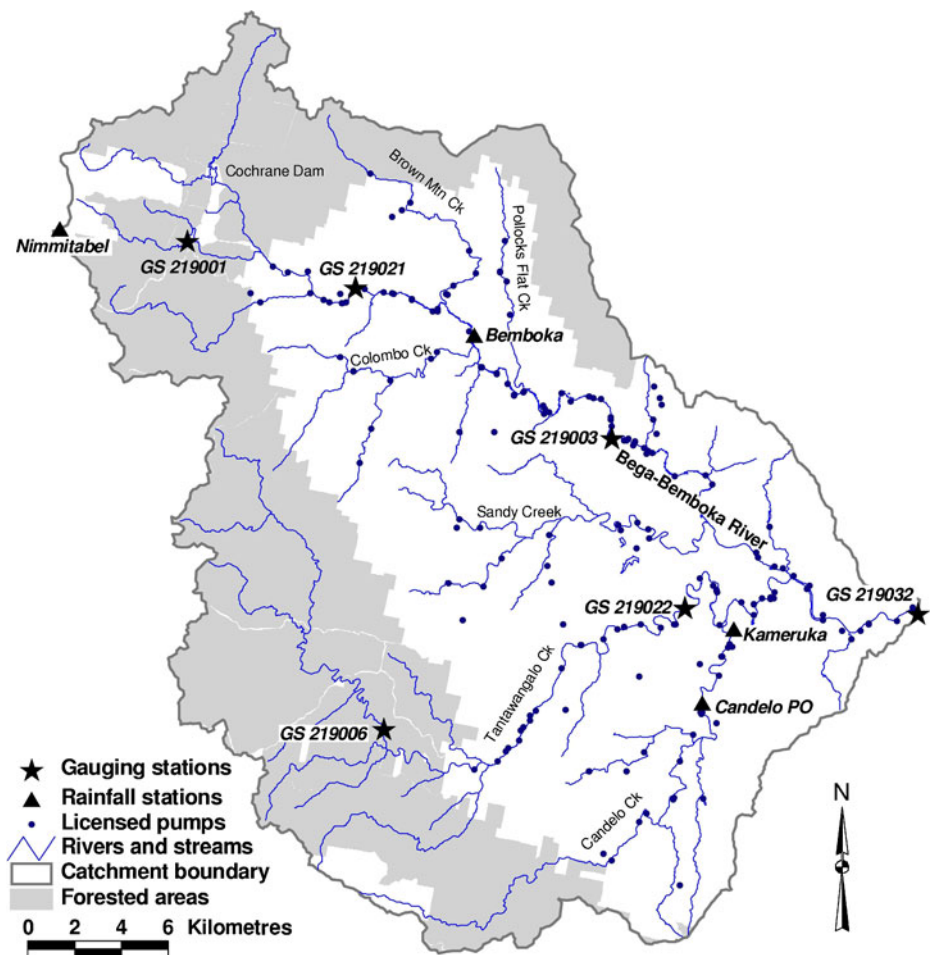 Cochrane Dam
Brown Mtn Ck
Pollocks Flat Ck
Nimmitabel
GS 219001
GS 219021
Bemboka
Colombo Ck
GS 219003
Bega-Bemboka River
Sandy Creek
GS 219022
GS 219032
Kameruka
Tantawangalo Ck
Candelo PO
GS 219006
Candelo Ck
N
Gauging stations
Rainfall stations
Licensed pumps
Rivers and streams
Catchment boundary
Forested areas
0 2 4 6 Kilometres